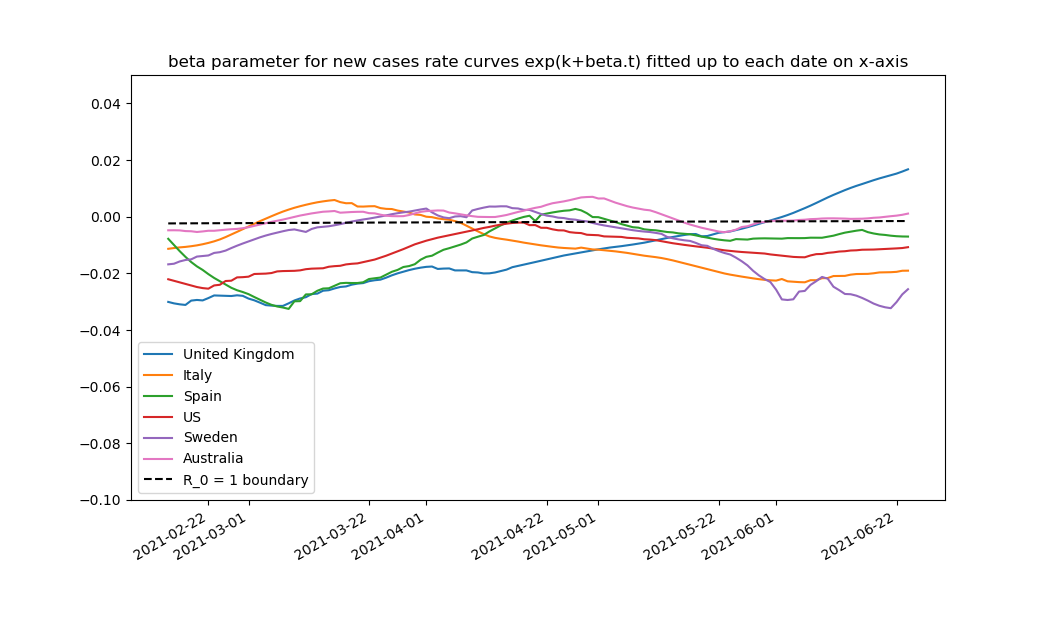 beta parameter for new cases rate curves exp(k+beta.t) fitted up to each date on x-axis
0.04
0.02
0.00
−0.02
−0.04
−0.06
−0.08
−0.10
United Kingdom
Italy
Spain
US
Sweden
Australia
R_0 = 1 boundary
2021-02-22
2021-03-01
2021-03-22
2021-04-01
2021-04-22
2021-05-01
2021-05-22
2021-06-01
2021-06-22